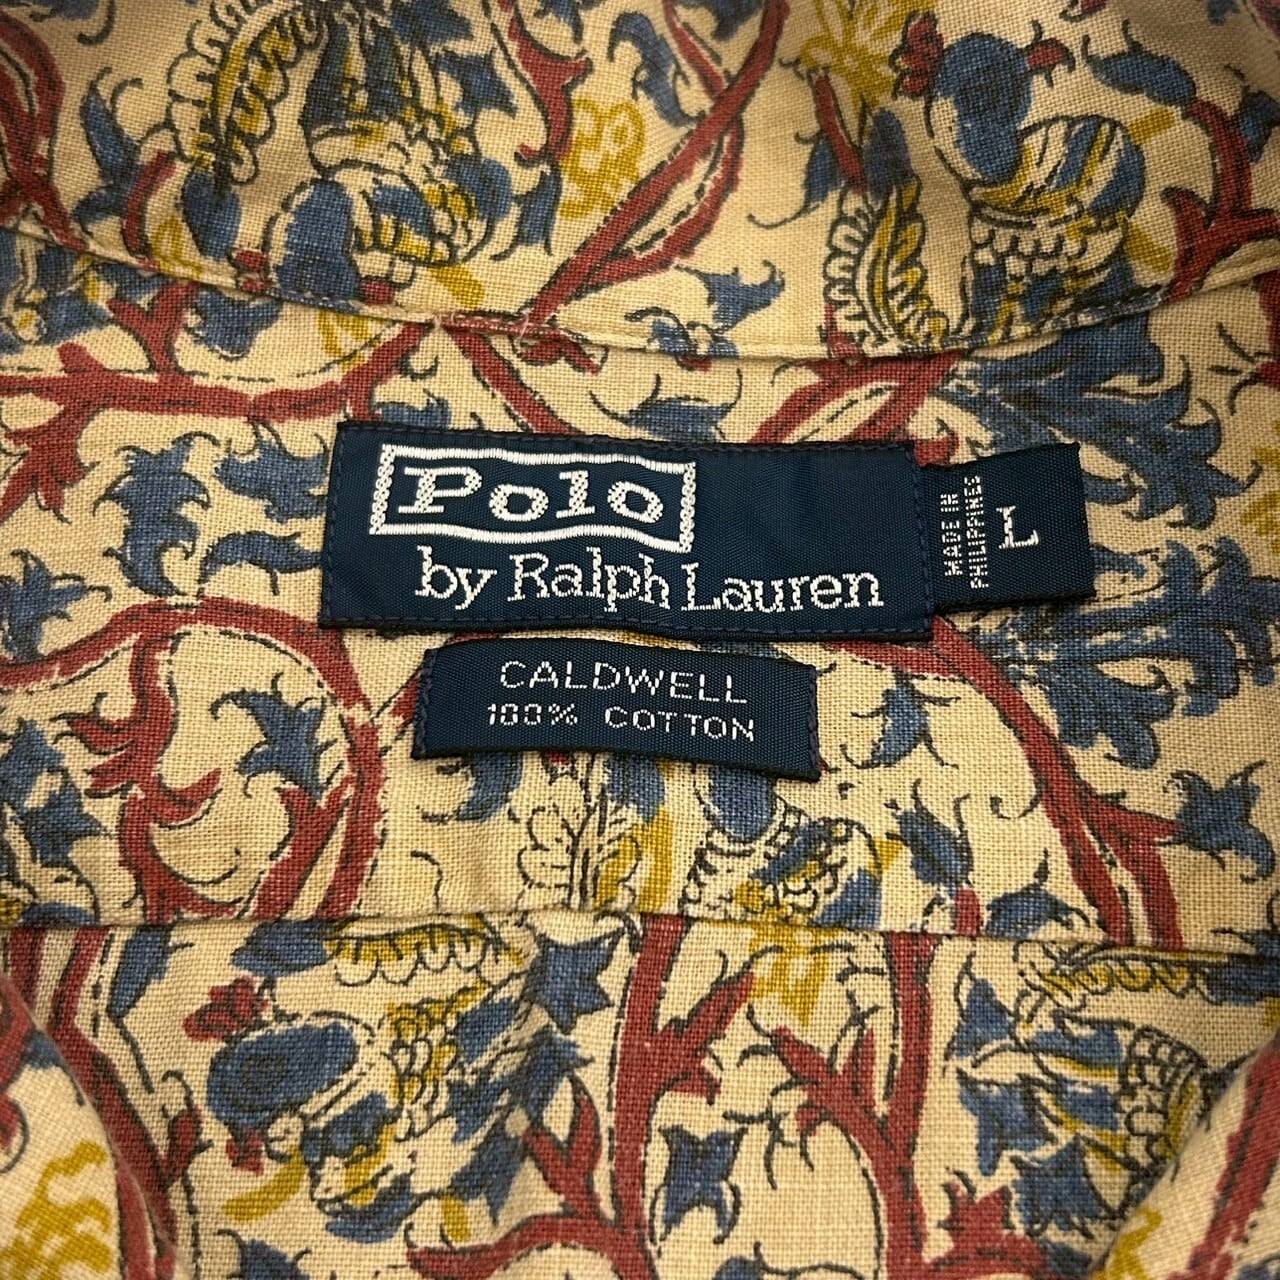 Polo
by Ralph Lauren
MADE IN
PHILIPPINES
L
CALDWELL
100% COTTON